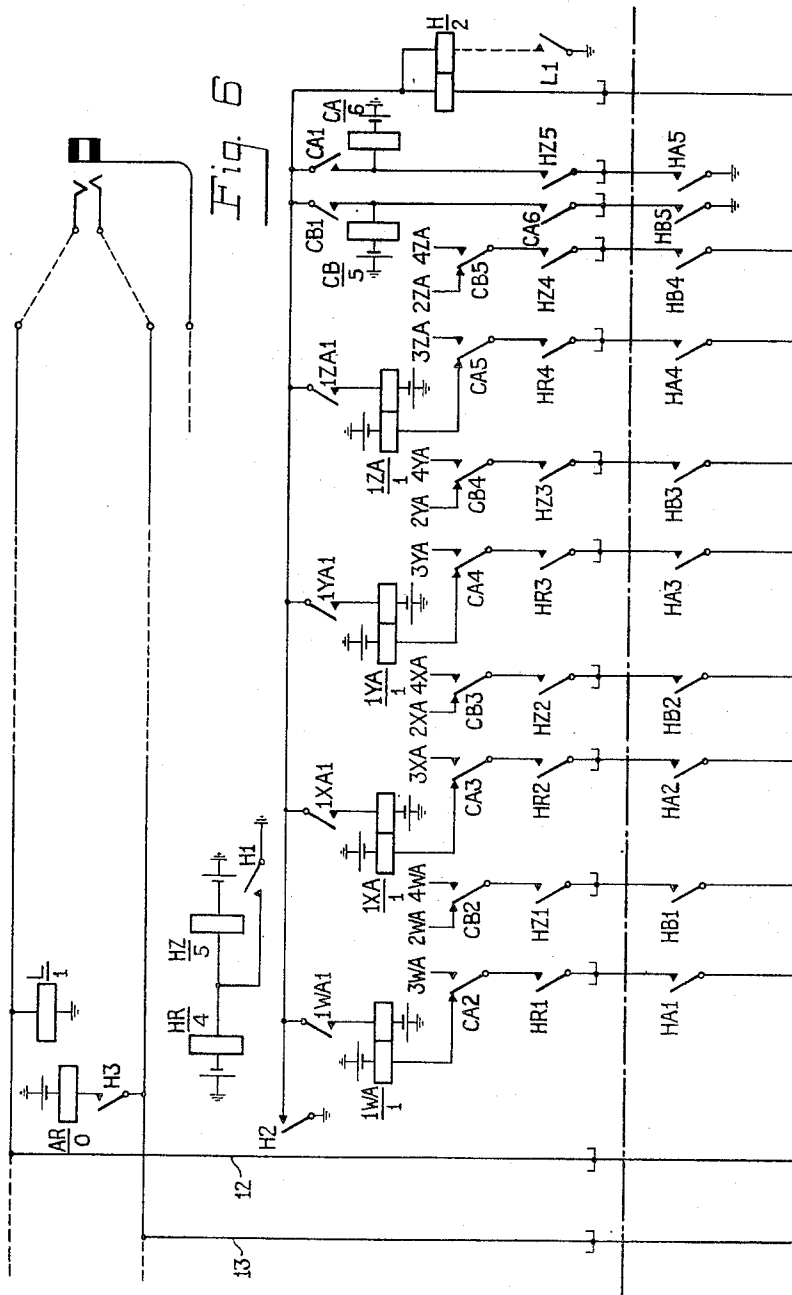 Fig. 6
L
1
AR
0
H3
12
13
HR
4
HZ
5
H1
H2
H
2
L1
CA1
CA
6
CB1
CB
5
1ZA1
1ZA
1
1YA1
1YA
1
1XA1
1XA
1
1WA1
1WA
1
3WA
2WA 4WA
3XA
2XA 4XA
3YA
2YA 4YA
3ZA
2ZA 4ZA
CA2
CB2
CA3
CB3
CA4
CB4
CA5
CB5
HR1
HZ1
HR2
HZ2
HR3
HZ3
HR4
HZ4
CA6
HZ5
HA1
HB1
HA2
HB2
HA3
HB3
HA4
HB4
HB5
HA5